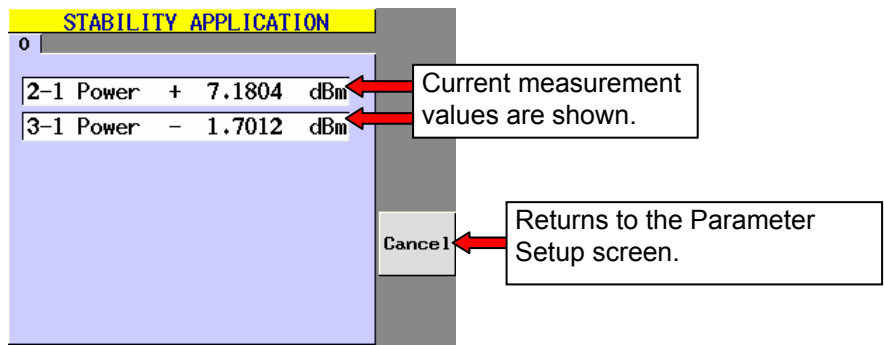 STABILITY APPLICATION
0
2-1 Power + 7.1804 dBm
3-1 Power - 1.7012 dBm
Current measurement
values are shown.
Cancel
Returns to the Parameter
Setup screen.